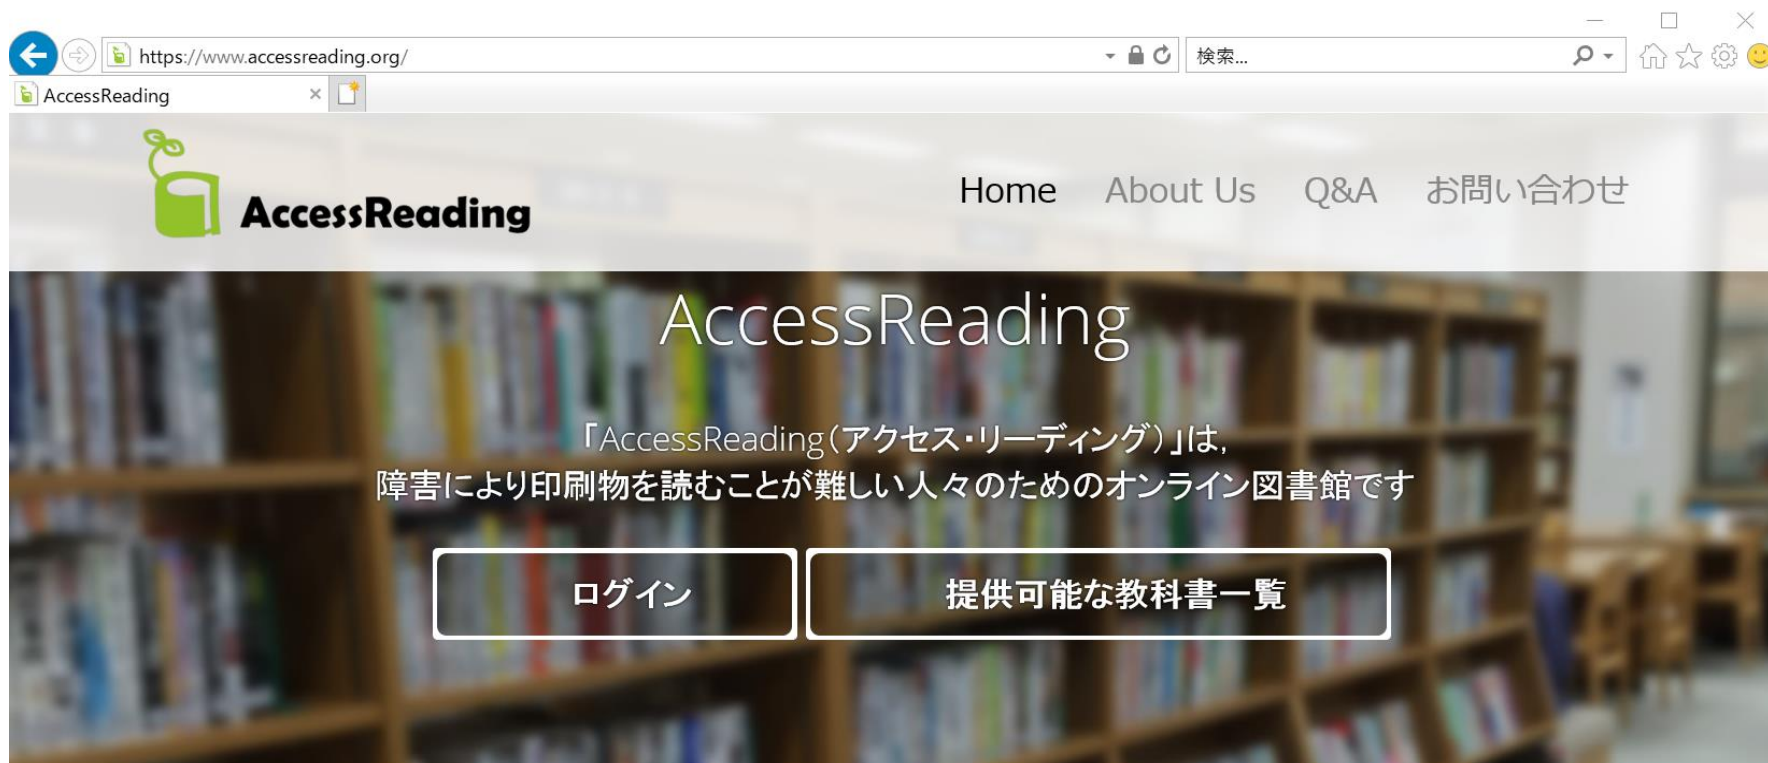 https://www.accessreading.org/
検索...
AccessReading
AccessReading
Home About Us Q&A お問い合わせ
AccessReading
「AccessReading（アクセス・リーディング）」は,
障害により印刷物を読むことが難しい人々のためのオンライン図書館です
ログイン 提供可能な教科書一覧